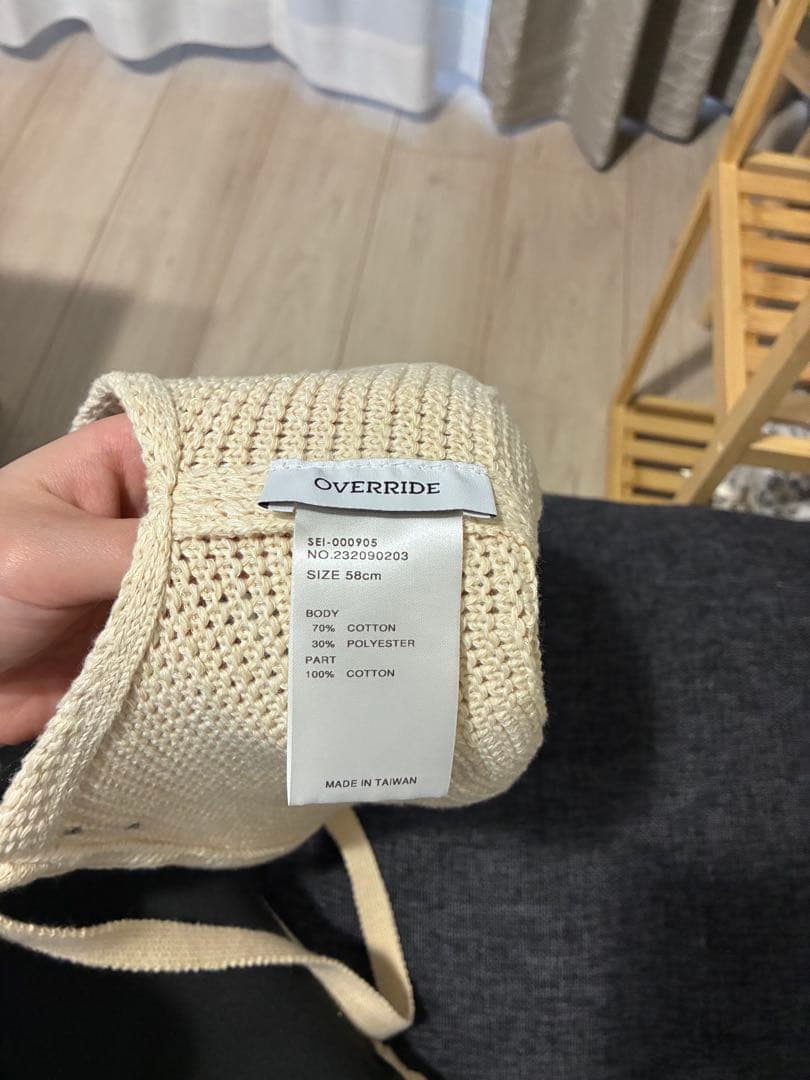 OVERRIDE
SEI-000905
NO.232090203
SIZE 58cm
BODY
70% COTTON
30% POLYESTER
PART
100% COTTON
MADE IN TAIWAN